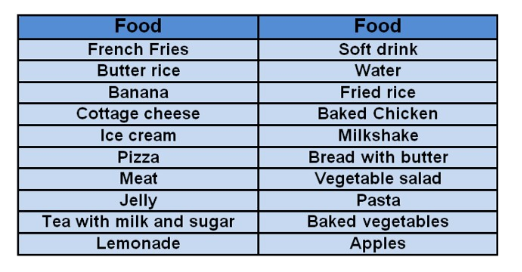 Food Food
French Fries Soft drink
Butter rice Water
Banana Fried rice
Cottage cheese Baked Chicken
Ice cream Milkshake
Pizza Bread with butter
Meat Vegetable salad
Jelly Pasta
Tea with milk and sugar Baked vegetables
Lemonade Apples